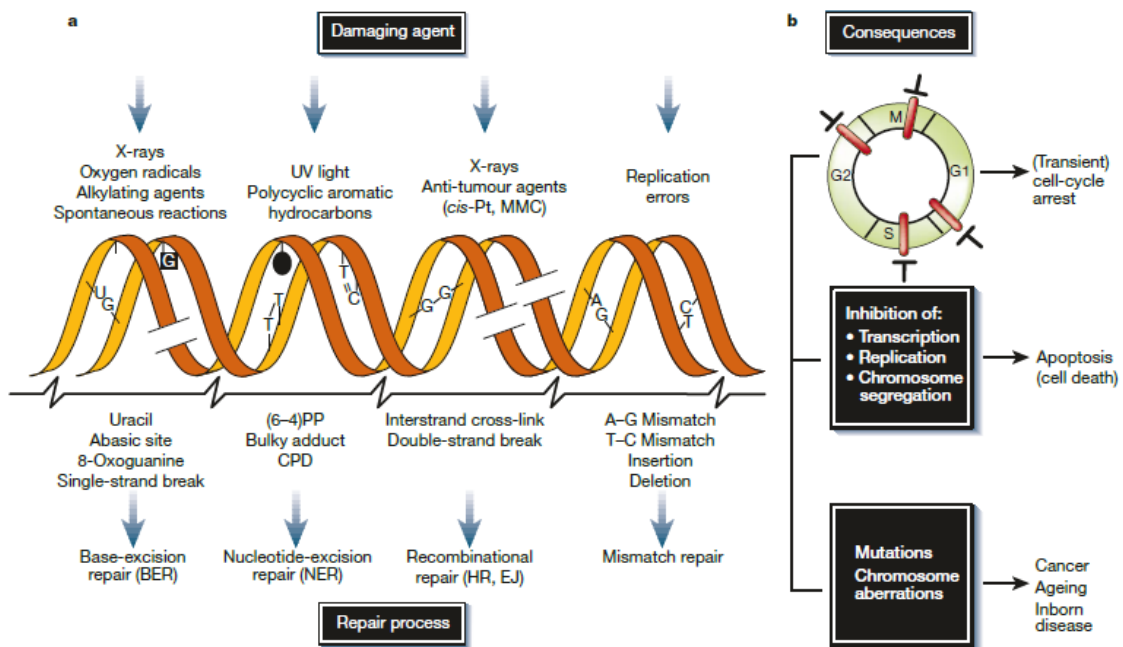 a
Damaging agent
X-rays
Oxygen radicals
Alkylating agents
Spontaneous reactions
UV light
Polycyclic aromatic
hydrocarbons
X-rays
Anti-tumour agents
(cis-Pt, MMC)
Replication
errors
U
G
G
T
T
T
C
G
G
A
G
C
T
Uracil
Abasic site
8-Oxoguanine
Single-strand break
(6–4)PP
Bulky adduct
CPD
Interstrand cross-link
Double-strand break
A–G Mismatch
T–C Mismatch
Insertion
Deletion
Base-excision
repair (BER)
Nucleotide-excision
repair (NER)
Recombinational
repair (HR, EJ)
Mismatch repair
Repair process
b
Consequences
M
G1
G2
S
(Transient)
cell-cycle
arrest
Inhibition of:
• Transcription
• Replication
• Chromosome
segregation
Apoptosis
(cell death)
Mutations
Chromosome
aberrations
Cancer
Ageing
Inborn
disease